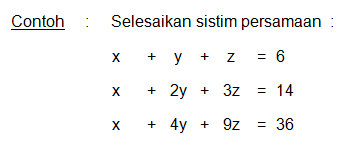 Contoh : Selesaikan sistim persamaan :
x + y + z = 6
x + 2y + 3z = 14
x + 4y + 9z = 36